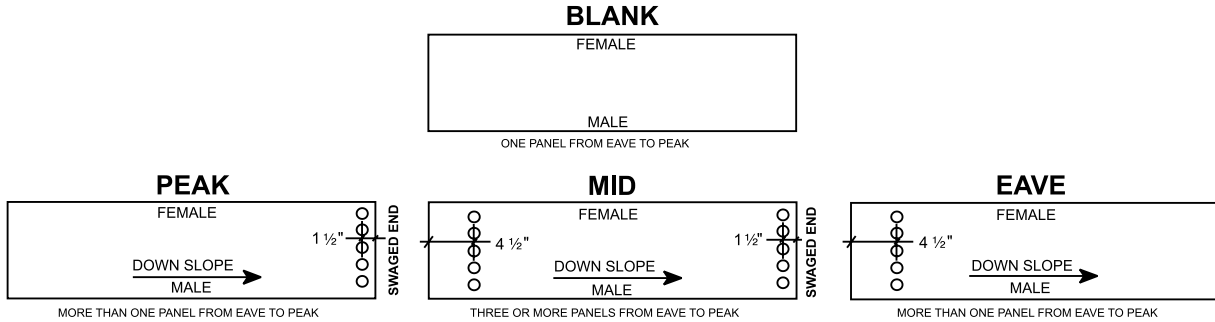 BLANK
FEMALE
MALE
ONE PANEL FROM EAVE TO PEAK
PEAK
FEMALE
1 ½"
SWAGED END
DOWN SLOPE
MALE
MORE THAN ONE PANEL FROM EAVE TO PEAK
MID
FEMALE
4 ½"
1 ½"
SWAGED END
DOWN SLOPE
MALE
THREE OR MORE PANELS FROM EAVE TO PEAK
EAVE
FEMALE
4 ½"
DOWN SLOPE
MALE
MORE THAN ONE PANEL FROM EAVE TO PEAK